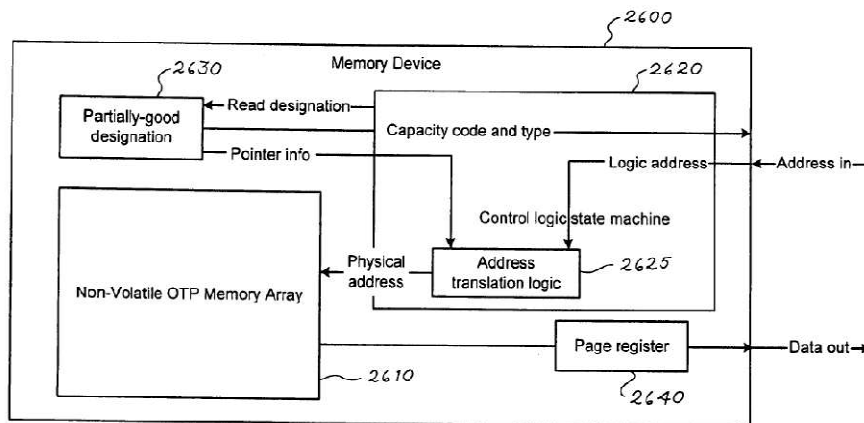 2600
Memory Device
2630
2620
Partially-good
designation
Read designation
Capacity code and type
Pointer info
Logic address
Address in
Control logic state machine
Physical
address
Address
translation logic
2625
Non-Volatile OTP Memory Array
Page register
Data out
2610
2640